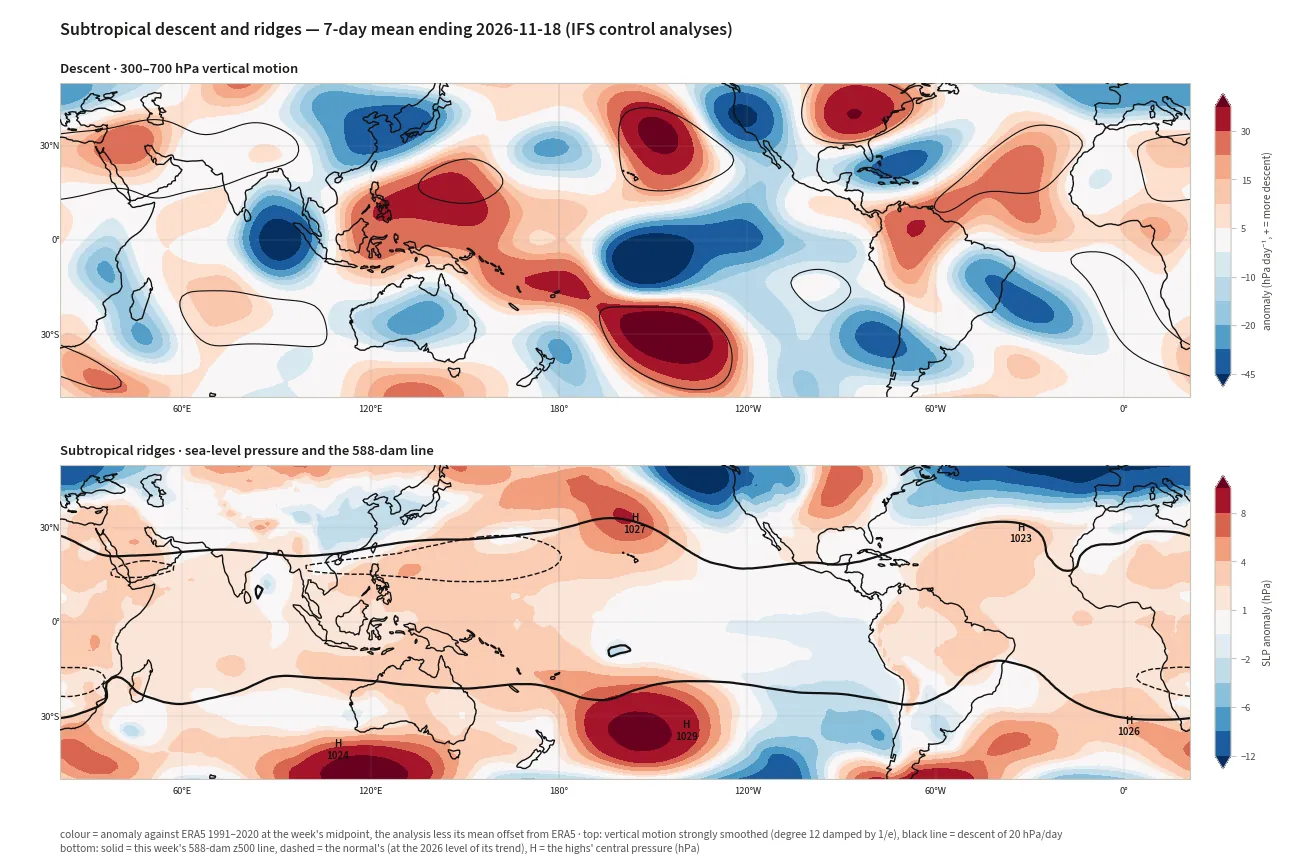 Subtropical descent and ridges — 7-day mean ending 2026-11-18 (IFS control analyses)
Descent · 300–700 hPa vertical motion
30°N
0°
30°S
60°E
120°E
180°
120°W
60°W
0°
30
15
5
−10
−20
−45
anomaly (hPa day⁻¹, + = more descent)
Subtropical ridges · sea-level pressure and the 588-dam line
30°N
0°
30°S
H
1027
H
1023
H
1024
H
1029
H
1026
60°E
120°E
180°
120°W
60°W
0°
8
4
1
−2
−6
−12
SLP anomaly (hPa)
colour = anomaly against ERA5 1991–2020 at the week's midpoint, the analysis less its mean offset from ERA5 · top: vertical motion strongly smoothed (degree 12 damped by 1/e), black line = descent of 20 hPa/day
bottom: solid = this week's 588-dam z500 line, dashed = the normal's (at the 2026 level of its trend), H = the highs' central pressure (hPa)